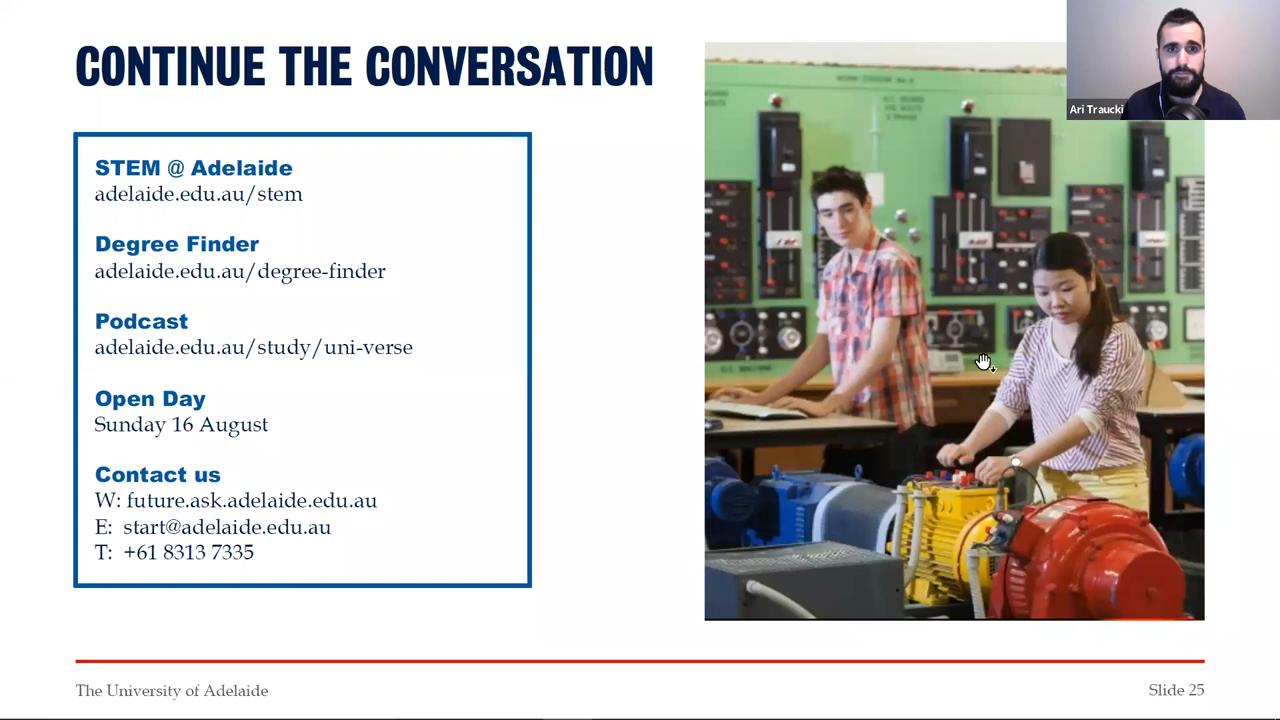 CONTINUE THE CONVERSATION
Ari Traucki
STEM @ Adelaide
adelaide.edu.au/stem
Degree Finder
adelaide.edu.au/degree-finder
Podcast
adelaide.edu.au/study/uni-verse
Open Day
Sunday 16 August
Contact us
W: future.ask.adelaide.edu.au
E: start@adelaide.edu.au
T: +61 8313 7335
The University of Adelaide
Slide 25